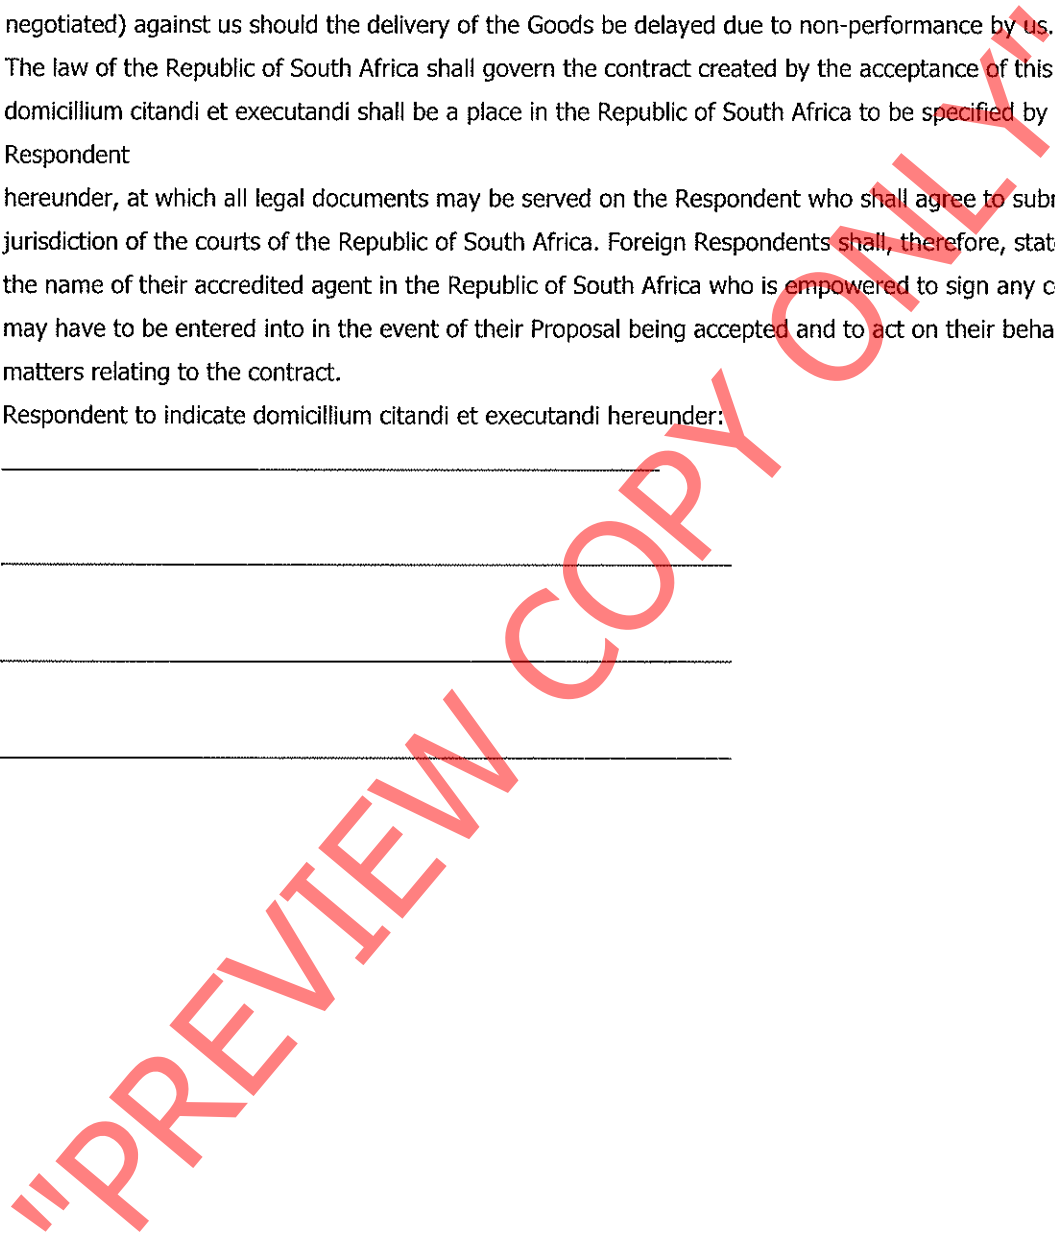 negotiated) against us should the delivery of the Goods be delayed due to non-performance by us.
The law of the Republic of South Africa shall govern the contract created by the acceptance of this
domicillium citandi et executandi shall be a place in the Republic of South Africa to be specified by
Respondent
hereunder, at which all legal documents may be served on the Respondent who shall agree to
jurisdiction of the courts of the Republic of South Africa. Foreign Respondents shall, therefore,
the name of their accredited agent in the Republic of South Africa who is empowered to sign any
may have to be entered into in the event of their Proposal being accepted and to act on their
matters relating to the contract.
Respondent to indicate domicillium citandi et executandi hereunder:
"PREVIEW COPY ONLY"